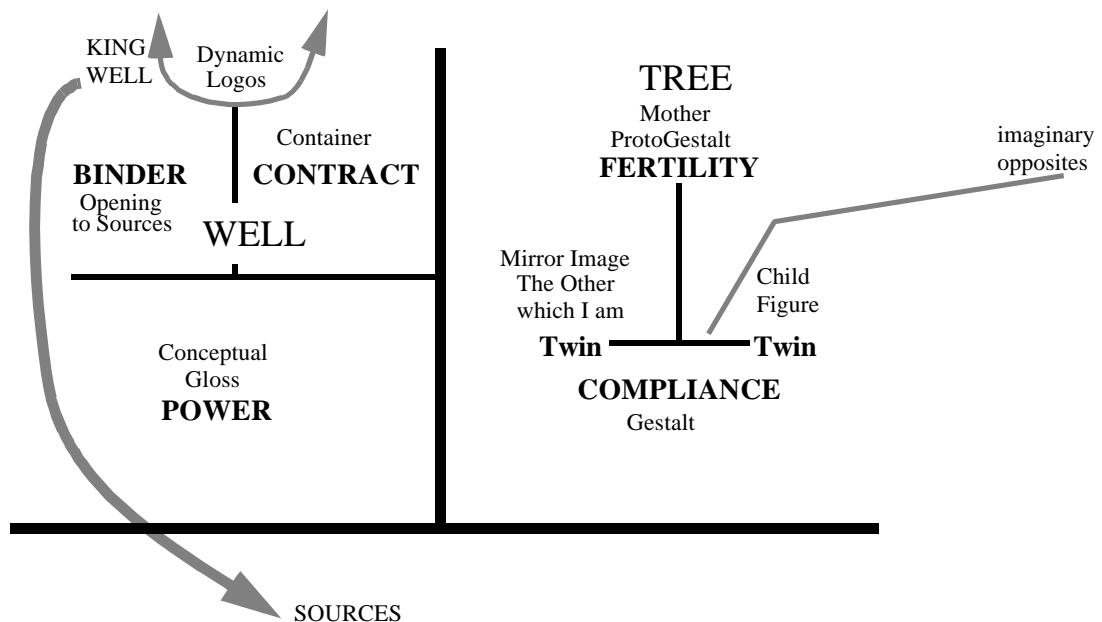 KING
WELL
Dynamic
Logos
Container
BINDER
CONTRACT
Opening
to Sources
WELL
Conceptual
Gloss
POWER
SOURCES
TREE
Mother
ProtoGestalt
FERTILITY
imaginary
opposites
Mirror Image
The Other
which I am
Child
Figure
Twin
Twin
COMPLIANCE
Gestalt